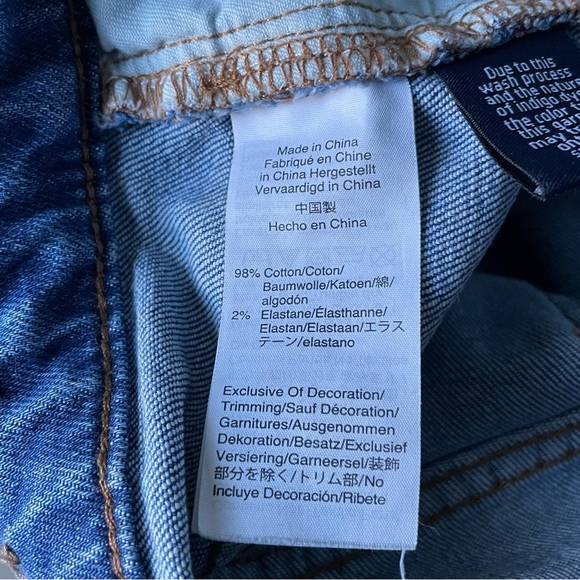 Made in China
Fabriqué en Chine
in China Hergestellt
Vervaardigd in China
中国製
Hecho en China
98% Cotton/Coton/
Baumwolle/Katoen/綿/
algodón
2% Elastane/Élasthanne/
Elastan/Elastaan/エラス
テーン/elastano
Exclusive Of Decoration/
Trimming/Sauf Décoration/
Garnitures/Ausgenommen
Dekoration/Besatz/Exclusief
Versiering/Garneersel/装飾
部分を除く/トリム部/No
Incluye Decoración/Ribete
Due to this
wash process
and the natur
of indigo
the color
this gar
may